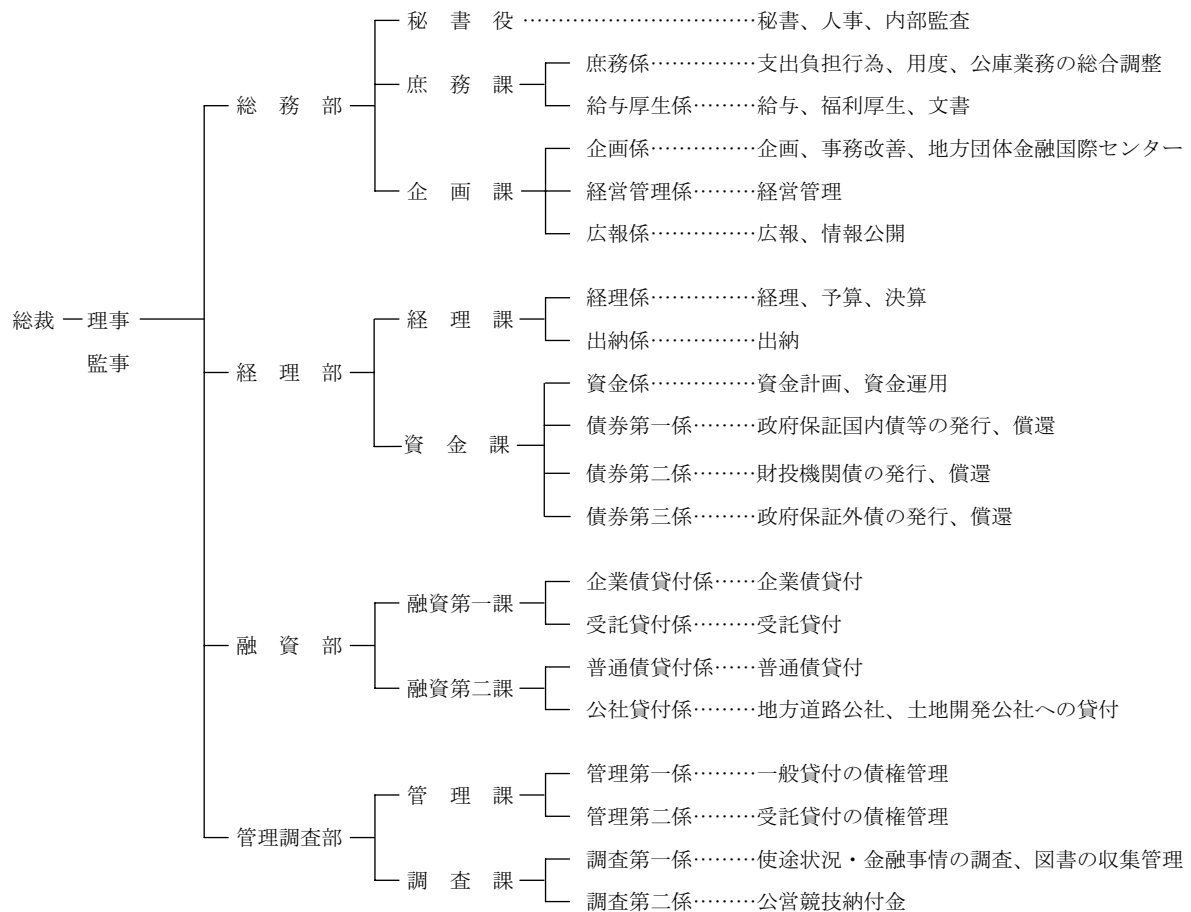 総裁 理事
監事
総務部
秘書役……………………………秘書、人事、内部監査
庶務課
庶務係……………支出負担行為、用度、公庫業務の総合調整
給与厚生係………給与、福利厚生、文書
企画課
企画係……………企画、事務改善、地方団体金融国際センター
経営管理係………経営管理
広報係……………広報、情報公開
経理部
経理課
経理係……………経理、予算、決算
出納係……………出納
資金課
資金係……………資金計画、資金運用
債券第一係………政府保証国内債等の発行、償還
債券第二係………財投機関債の発行、償還
債券第三係………政府保証外債の発行、償還
融資部
融資第一課
企業債貸付係……企業債貸付
受託貸付係………受託貸付
融資第二課
普通債貸付係……普通債貸付
公社貸付係………地方道路公社、土地開発公社への貸付
管理調査部
管理課
管理第一係………一般貸付の債権管理
管理第二係………受託貸付の債権管理
調査課
調査第一係………使途状況・金融事情の調査、図書の収集管理
調査第二係………公営競技納付金